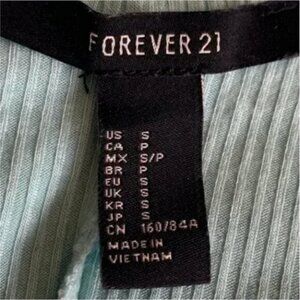 FOREVER 21
US S
CA P
MX S/P
BR P
EU S
UK S
KR S
JP S
CN 160/84A
MADE IN
VIETNAM